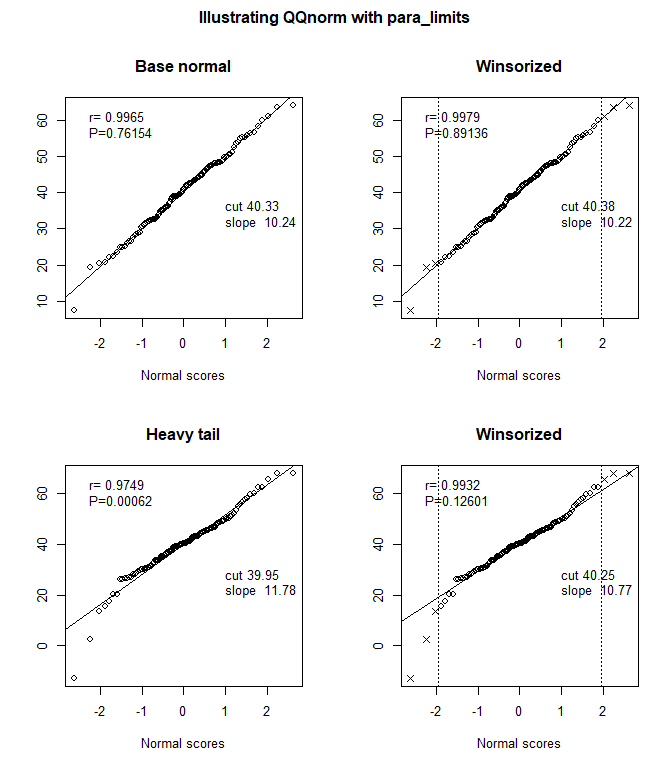 Illustrating QQnorm with para_limits
Base normal
r= 0.9965
P=0.76154
cut 40.33
slope 10.24
10 20 30 40 50 60
-2 -1 0 1 2
Normal scores
Winsorized
r= 0.9979
P=0.89136
cut 40.38
slope 10.22
10 20 30 40 50 60
-2 -1 0 1 2
Normal scores
Heavy tail
r= 0.9749
P=0.00062
cut 39.95
slope 11.78
0 20 40 60
-2 -1 0 1 2
Normal scores
Winsorized
r= 0.9932
P=0.12601
cut 40.25
slope 10.77
0 20 40 60
-2 -1 0 1 2
Normal scores